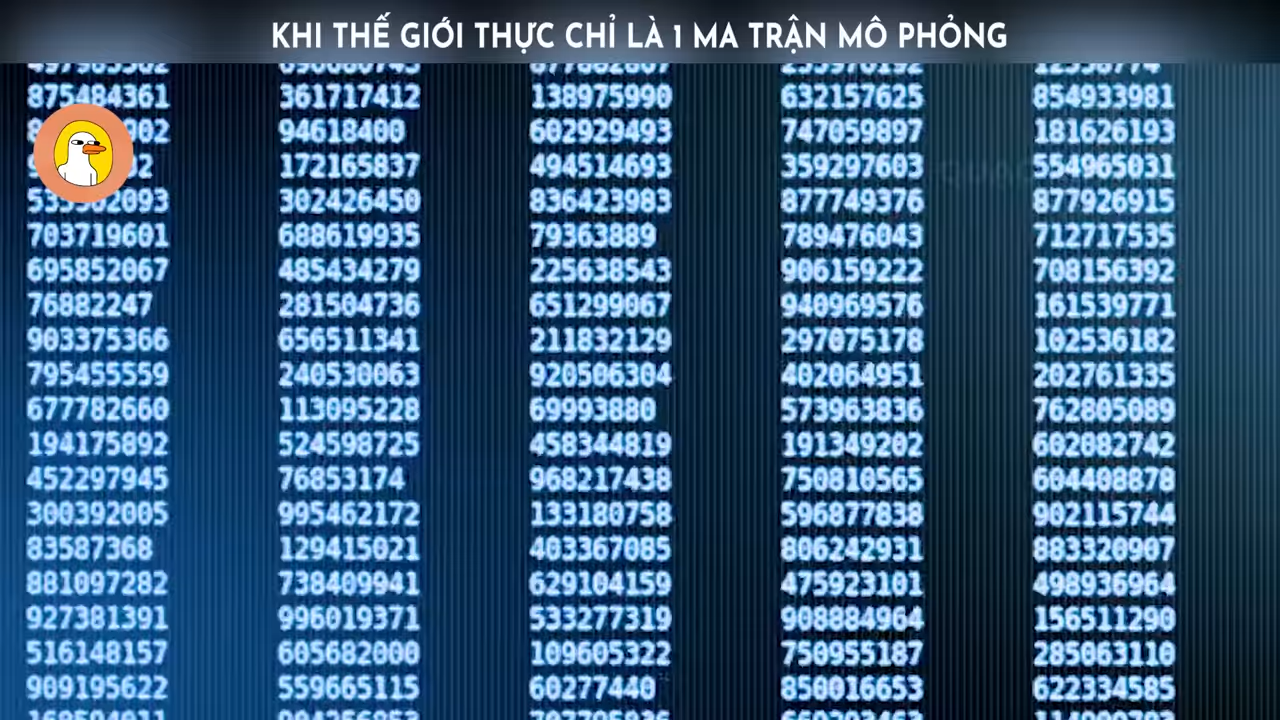 KHI THẾ GIỚI THỰC CHỈ LÀ 1 MA TRẬN MÔ PHỎNG
875484361 361717412 138975990 632157625 854933981
94618400 602929493 747059897 181626193
172165837 494514693 359297603 554965031
302426450 836423983 877749376 877926915
703719601 688619935 79363889 789476043 712717535
695852067 485434279 225638543 906159222 708156392
76882247 281504736 651299067 940969576 161539771
903375366 656511341 211832129 297075178 102536182
795455559 240530063 920506304 402064951 202761335
677782660 113095228 69993880 573963836 762805089
194175892 524598725 458344819 191349202 602082742
452297945 76853174 968217438 750810565 604408878
300392005 995462172 133180758 596877838 902115744
83587368 129415021 403367085 806242931 883320907
881097282 738409941 629104159 475923101 498936964
927381391 996019371 533277319 908884964 156511290
516148157 605682000 109605322 750955187 285063110
909195622 559665115 60277440 850016653 622334585